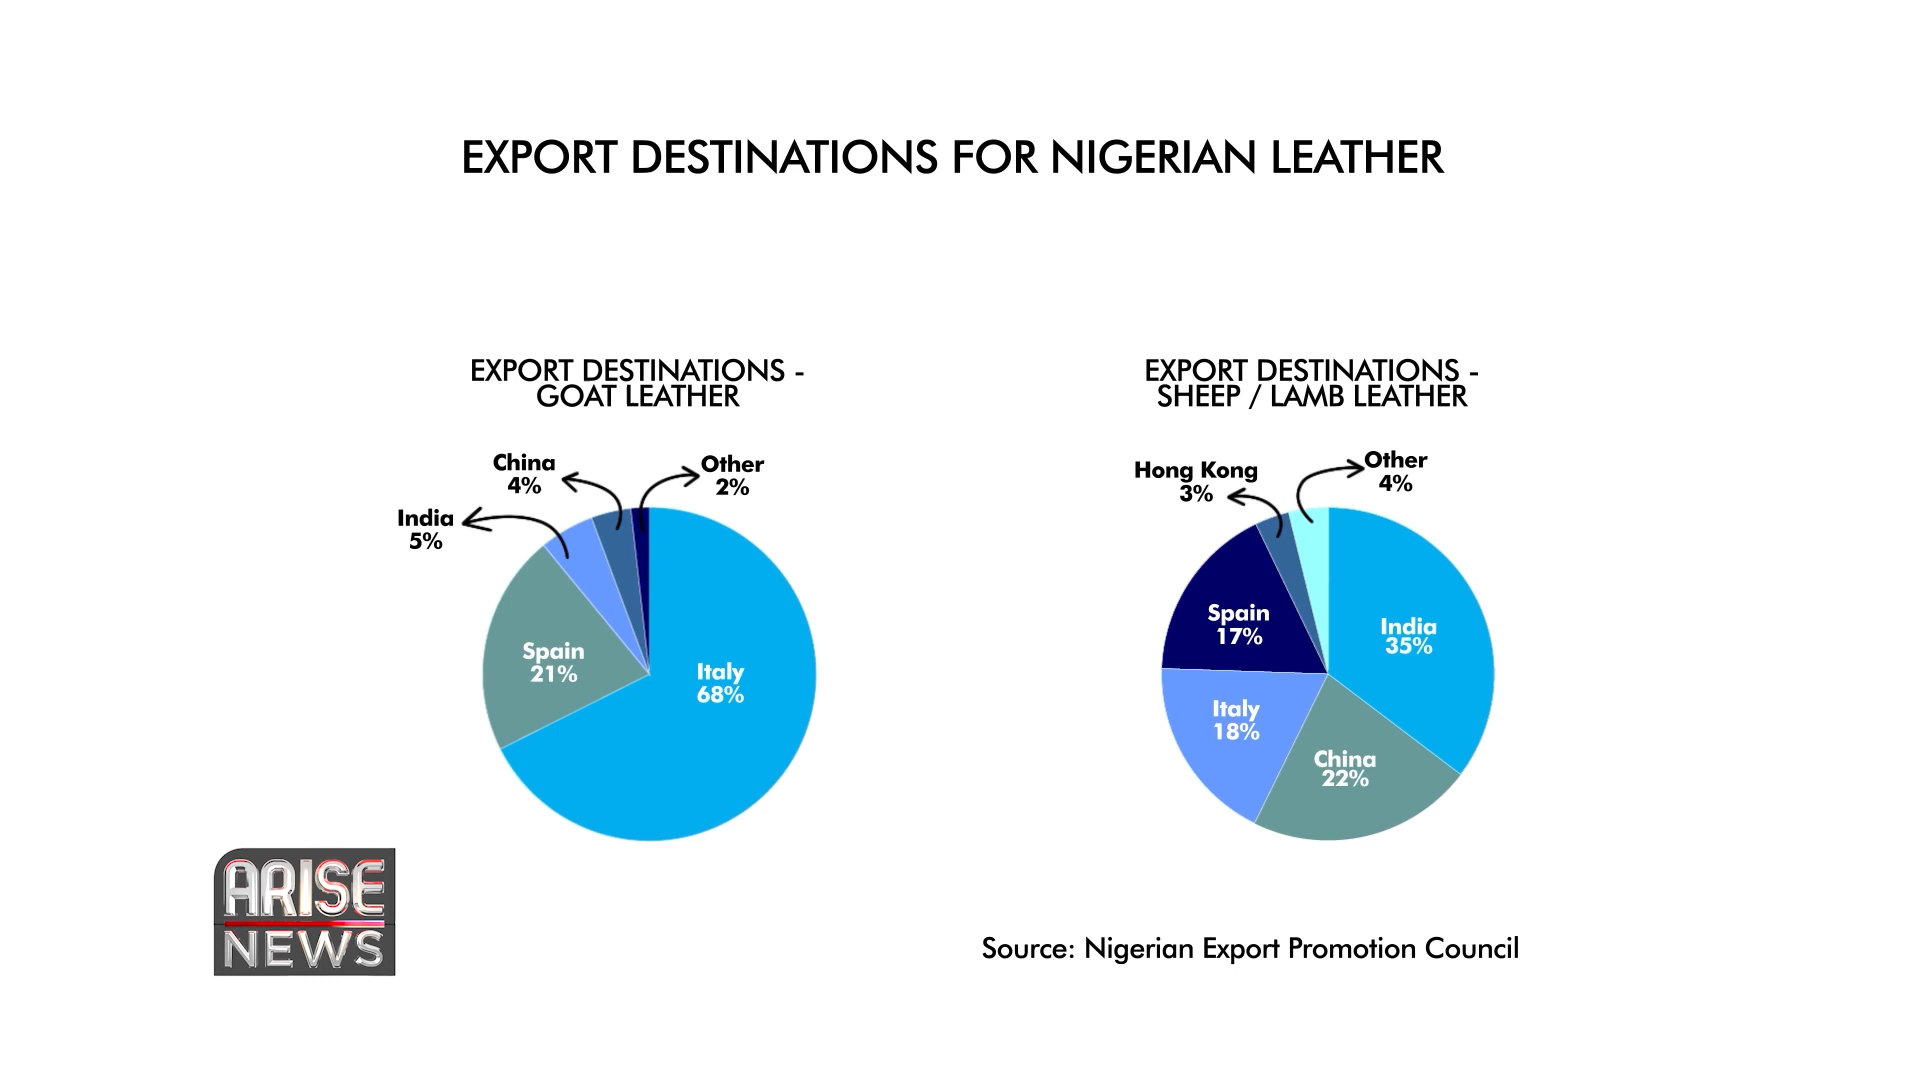 EXPORT DESTINATIONS FOR NIGERIAN LEATHER
EXPORT DESTINATIONS -
GOAT LEATHER
China
4%
Other
2%
India
5%
Spain
21%
Italy
68%
EXPORT DESTINATIONS -
SHEEP / LAMB LEATHER
Hong Kong
3%
Other
4%
Spain
17%
India
35%
Italy
18%
China
22%
ARISE
NEWS
Source: Nigerian Export Promotion Council